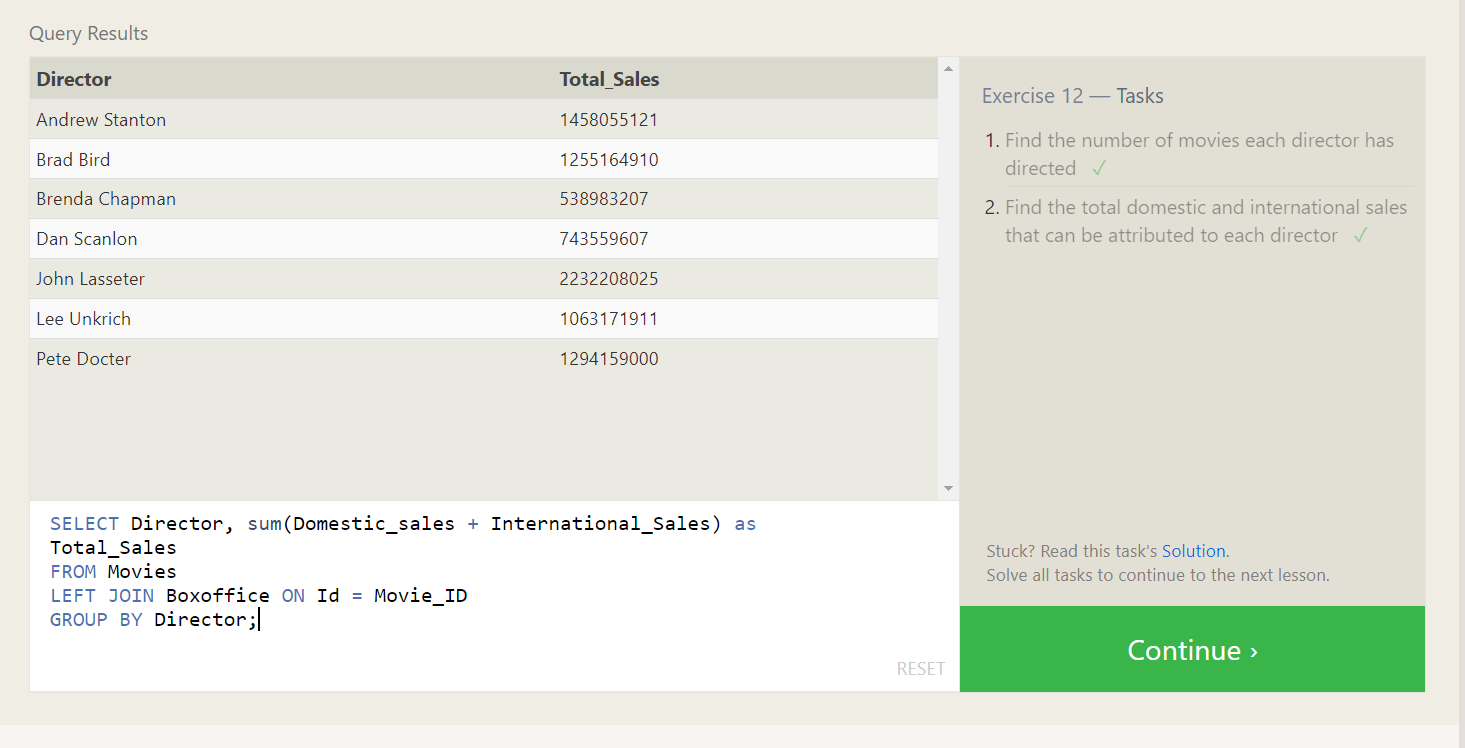 Query Results
Director Total_Sales
Andrew Stanton 1458055121
Brad Bird 1255164910
Brenda Chapman 538983207
Dan Scanlon 743559607
John Lasseter 2232208025
Lee Unkrich 1063171911
Pete Docter 1294159000
SELECT Director, sum(Domestic_sales + International_Sales) as
Total_Sales
FROM Movies
LEFT JOIN Boxoffice ON Id = Movie_ID
GROUP BY Director;
RESET
Exercise 12 — Tasks
1. Find the number of movies each director has
directed ✓
2. Find the total domestic and international sales
that can be attributed to each director ✓
Stuck? Read this task's Solution.
Solve all tasks to continue to the next lesson.
Continue ›